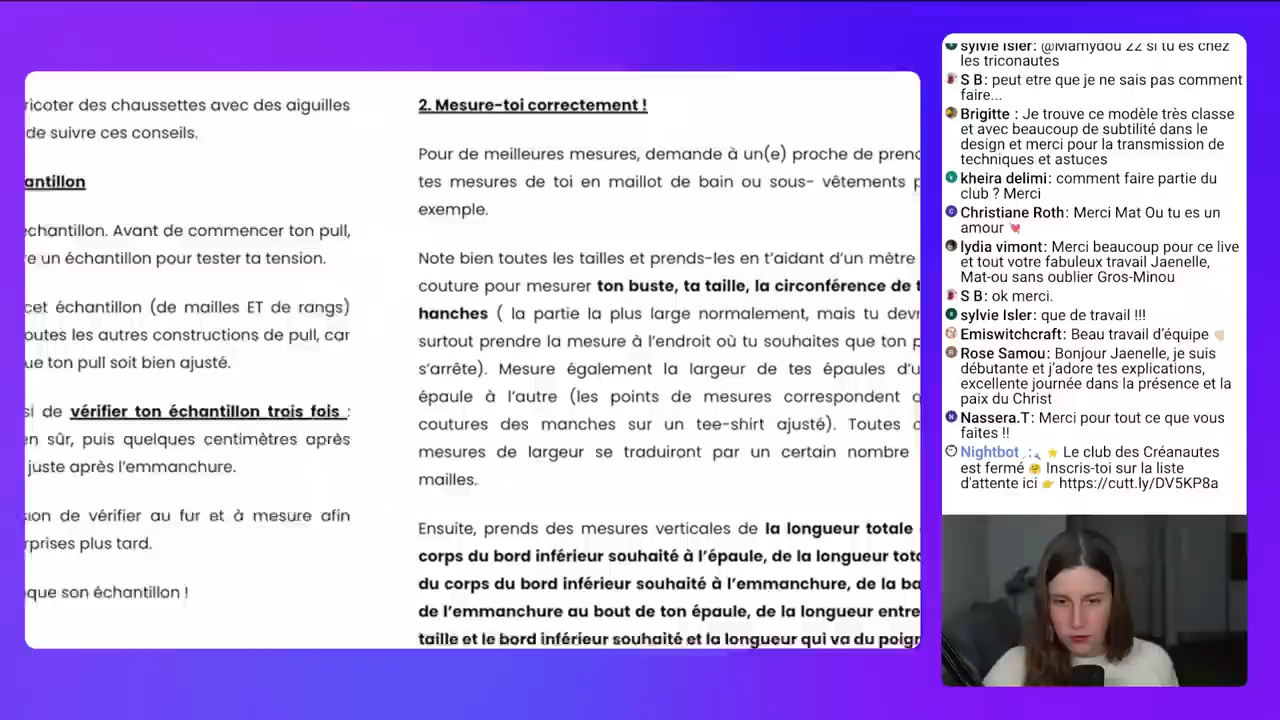 ricoter des chaussettes avec des aiguilles
de suivre ces conseils.
antillon
échantillon. Avant de commencer ton pull,
re un échantillon pour tester ta tension.
cet échantillon (de mailles ET de rangs)
outes les autres constructions de pull, car
ue ton pull soit bien ajusté.
si de vérifier ton échantillon trois fois :
en sûr, puis quelques centimètres après
juste après l'emmanchure.
ion de vérifier au fur et à mesure afin
rprises plus tard.
que son échantillon !
2. Mesure-toi correctement !
Pour de meilleures mesures, demande à un(e) proche de prend
tes mesures de toi en maillot de bain ou sous- vêtements p
exemple.
Note bien toutes les tailles et prends-les en t'aidant d'un mètre
couture pour mesurer ton buste, ta taille, la circonférence de t
hanches ( la partie la plus large normalement, mais tu devr
surtout prendre la mesure à l'endroit où tu souhaites que ton p
s'arrête). Mesure également la largeur de tes épaules d'u
épaule à l'autre (les points de mesures correspondent a
coutures des manches sur un tee-shirt ajusté). Toutes c
mesures de largeur se traduiront par un certain nombre
mailles.
Ensuite, prends des mesures verticales de la longueur totale
corps du bord inférieur souhaité à l'épaule, de la longueur tota
du corps du bord inférieur souhaité à l'emmanchure, de la ba
de l'emmanchure au bout de ton épaule, de la longueur entre
taille et le bord inférieur souhaité et la longueur qui va du poign
sylvie Isler: @Mamydou 22 si tu es chez
les triconautes
S B: peut etre que je ne sais pas comment
faire...
Brigitte : Je trouve ce modèle très classe
et avec beaucoup de subtilité dans le
design et merci pour la transmission de
techniques et astuces
kheira delimi: comment faire partie du
club ? Merci
Christiane Roth: Merci Mat Ou tu es un
amour 💘
lydia vimont: Merci beaucoup pour ce live
et tout votre fabuleux travail Jaenelle,
Mat-ou sans oublier Gros-Minou
S B: ok merci.
sylvie Isler: que de travail !!!
Emiswitchcraft: Beau travail d'équipe
Rose Samou: Bonjour Jaenelle, je suis
débutante et j'adore tes explications,
excellente journée dans la présence et la
paix du Christ
Nassera.T: Merci pour tout ce que vous
faites !!
Nightbot : ⭐ Le club des Créanautes
est fermé 🤗 Inscris-toi sur la liste
d'attente ici 👉 https://cutt.ly/DV5KP8a